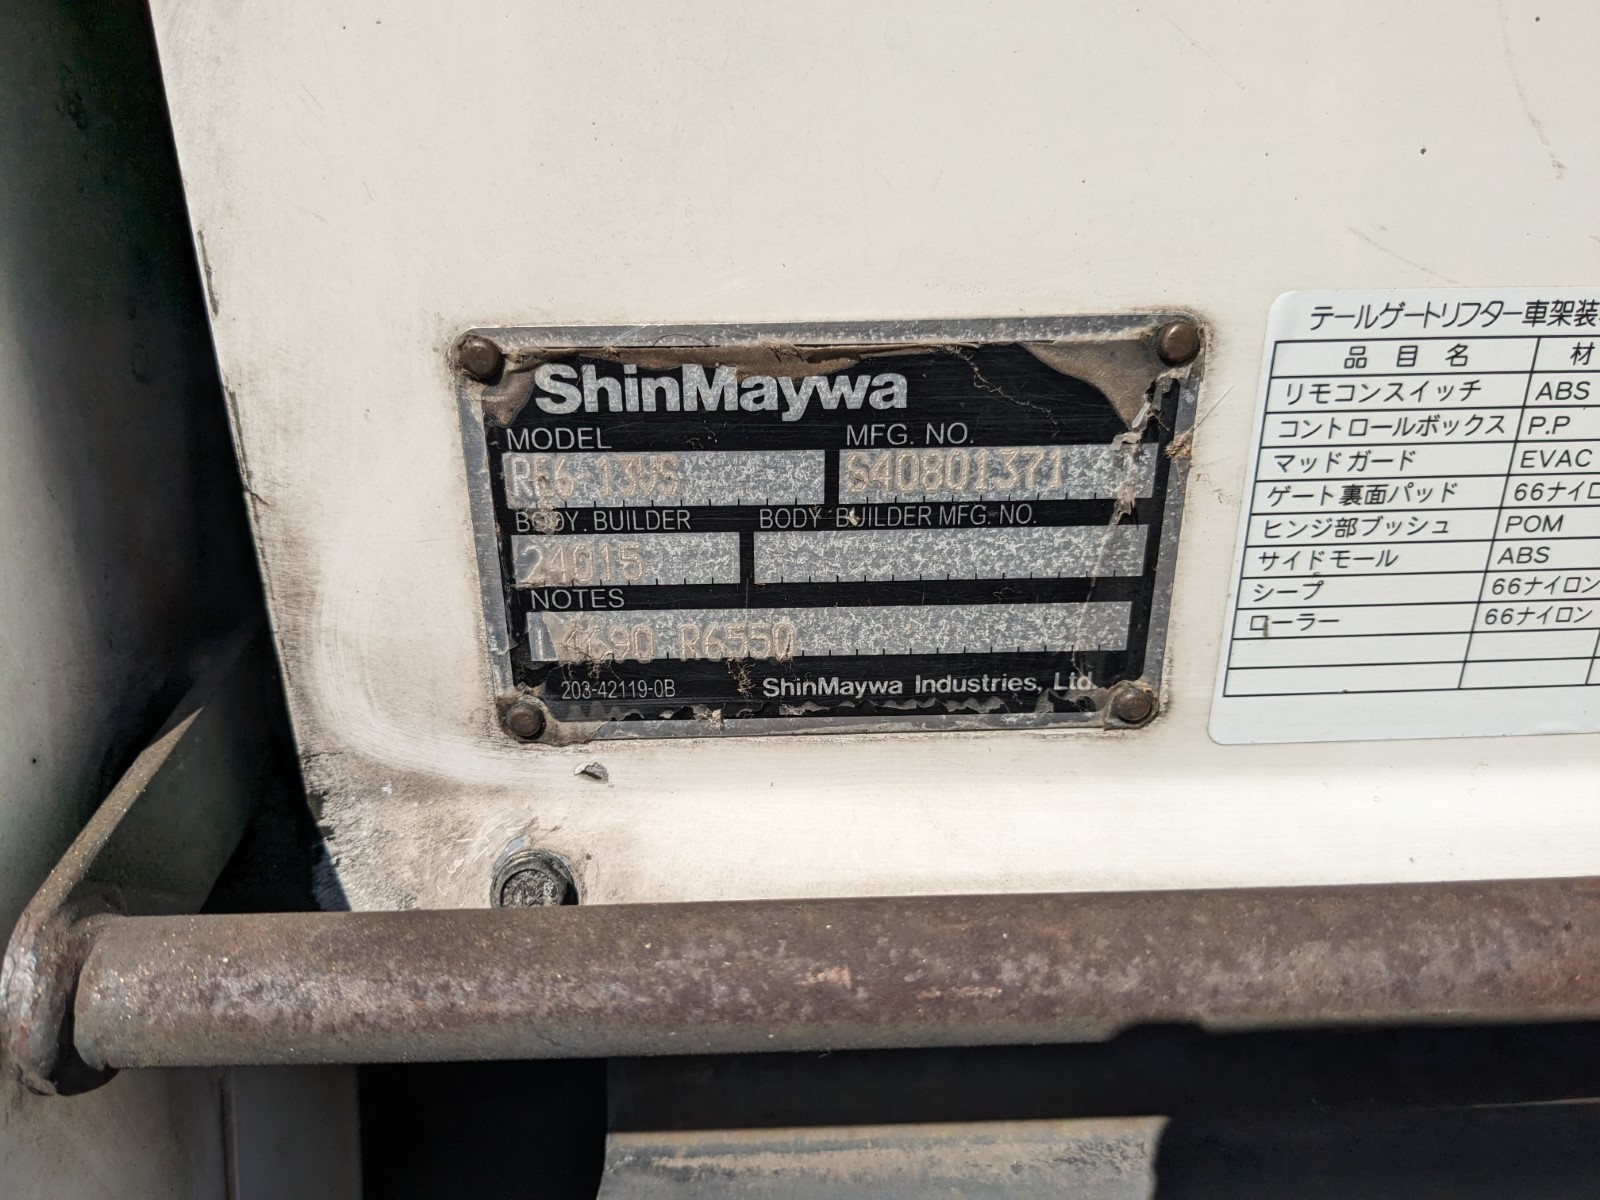 ShinMaywa
MODEL MFG. NO.
RE6-13US S40801371
BODY. BUILDER BODY BUILDER MFG. NO.
24015
NOTES
L4690 R6550
203-42119-0B ShinMaywa Industries, Ltd.
テールゲートリフター車架装
品目名 材
リモコンスイッチ ABS
コントロールボックス P.P
マッドガード EVAC
ゲート裏面パッド 66ナイロ
ヒンジ部ブッシュ POM
サイドモール ABS
シーブ 66ナイロン
ローラー 66ナイロン